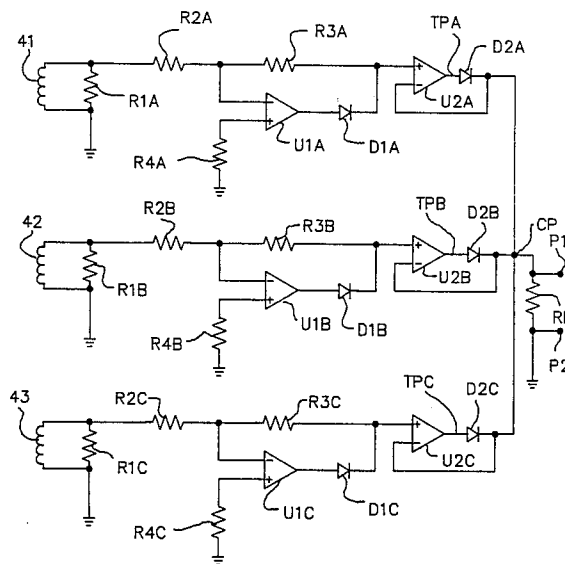 41
R2A
R3A
TPA
D2A
R1A
U2A
R4A
U1A
D1A
42
R2B
R3B
TPB
D2B
CP
P1
R1B
U2B
R4B
U1B
D1B
P2
43
R2C
R3C
TPC
D2C
R1C
U2C
R4C
U1C
D1C